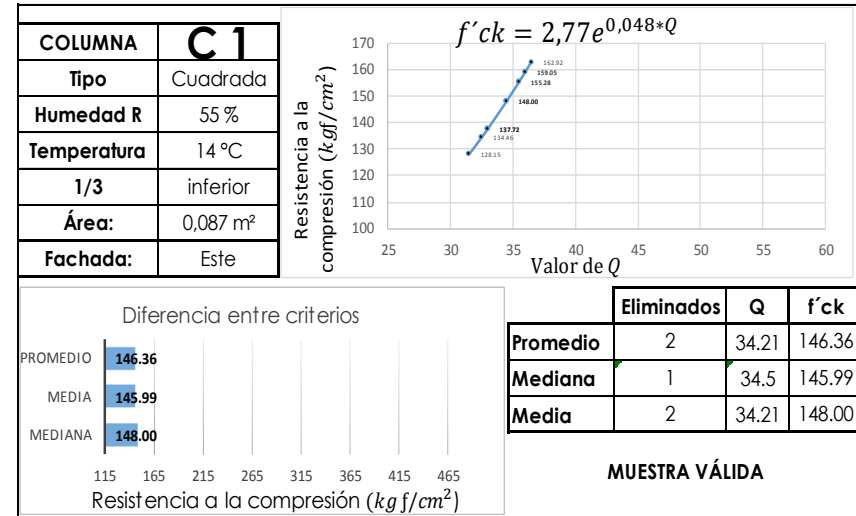 COLUMNA C 1
Tipo Cuadrada
Humedad R 55 %
Temperatura 14 °C
1/3 inferior
Área: 0,087 m²
Fachada: Este
f´ck = 2,77e^0,048*Q
Resistencia a la
compresión (kgf/cm²)
170
160
150
140
130
120
110
100
162.92
159.05
155.28
148.00
137.72
134.46
128.15
25 30 35 40 45 50 55 60
Valor de Q
Diferencia entre criterios
PROMEDIO 146.36
MEDIA 145.99
MEDIANA 148.00
115 165 215 265 315 365 415 465
Resistencia a la compresión (kg f/cm²)
Eliminados Q f´ck
Promedio 2 34.21 146.36
Mediana 1 34.5 145.99
Media 2 34.21 148.00
MUESTRA VÁLIDA